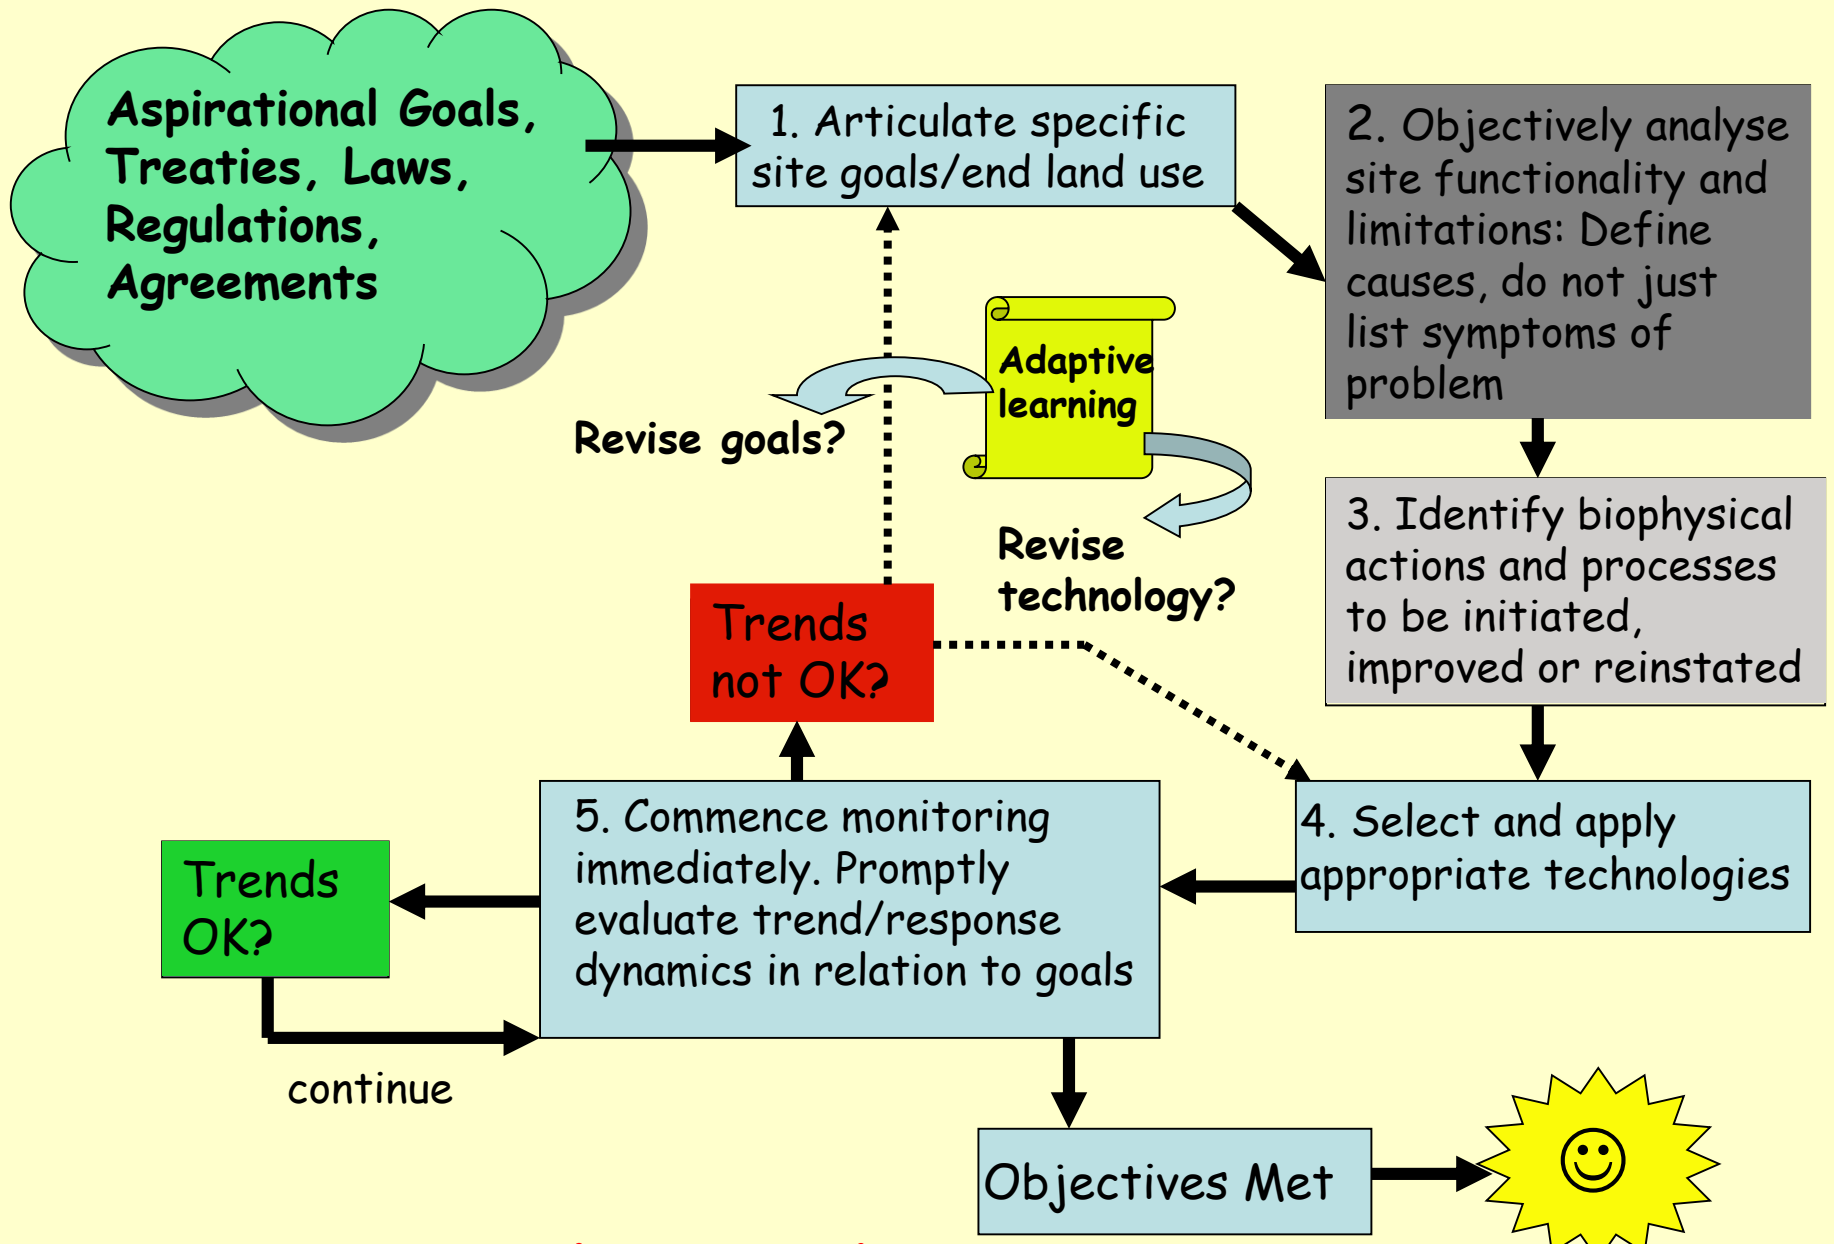 Aspirational Goals,
Treaties, Laws,
Regulations,
Agreements
1. Articulate specific
site goals/end land use
2. Objectively analyse
site functionality and
limitations: Define
causes, do not just
list symptoms of
problem
Adaptive
learning
Revise goals?
Revise
technology?
3. Identify biophysical
actions and processes
to be initiated,
improved or reinstated
Trends
not OK?
4. Select and apply
appropriate technologies
5. Commence monitoring
immediately. Promptly
evaluate trend/response
dynamics in relation to goals
Trends
OK?
continue
Objectives Met